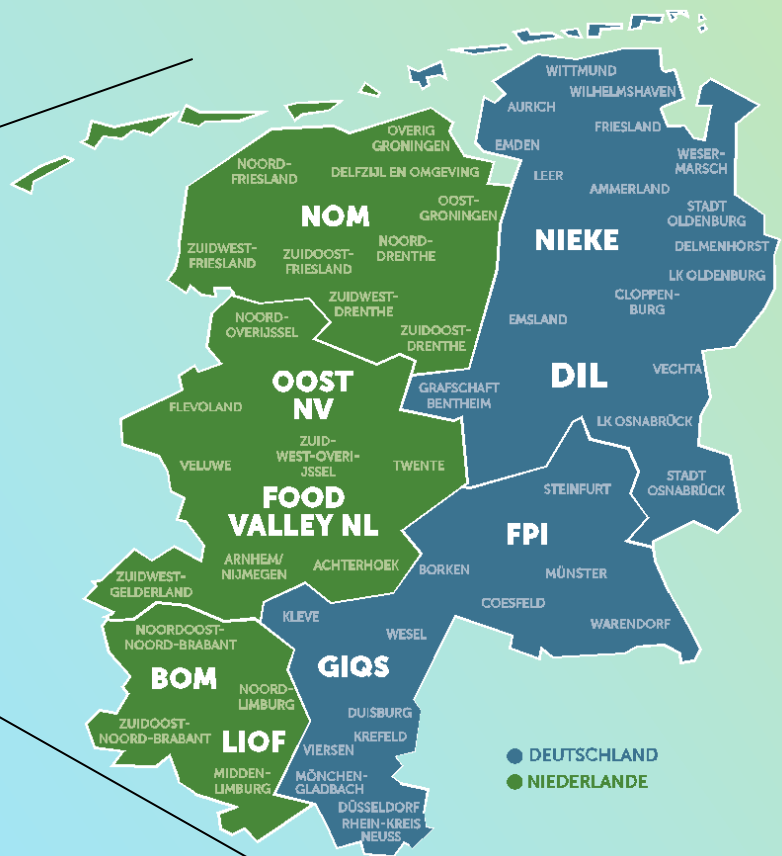 WITTMUND
WILHELMSHAVEN
AURICH
FRIESLAND
EMDEN
WESER-
MARSCH
LEER
AMMERLAND
STADT
OLDENBURG
NIEKE
DELMENHORST
LK OLDENBURG
CLOPPEN-
BURG
EMSLAND
DIL
VECHTA
GRAFSCHAFT
BENTHEIM
LK OSNABRÜCK
STADT
OSNABRÜCK
OVERIG
GRONINGEN
NOORD-
FRIESLAND
DELFZIJL EN OMGEVING
OOST-
GRONINGEN
NOM
NOORD-
DRENTHE
ZUIDWEST-
FRIESLAND
ZUIDOOST-
FRIESLAND
ZUIDWEST-
DRENTHE
ZUIDOOST-
DRENTHE
NOORD-
OVERIJSSEL
OOST
NV
FLEVOLAND
ZUID-
WEST-OVERI-
JSSEL
VELUWE
TWENTE
FOOD
VALLEY NL
ARNHEM/
NIJMEGEN
ACHTERHOEK
ZUIDWEST-
GELDERLAND
STEINFURT
FPI
BORKEN
MÜNSTER
COESFELD
WARENDORF
NOORDOOST-
NOORD-BRABANT
BOM
NOORD-
LIMBURG
ZUIDOOST-
NOORD-BRABANT
LIOF
MIDDEN-
LIMBURG
KLEVE
WESEL
GIQS
DUISBURG
KREFELD
VIERSEN
MÖNCHEN-
GLADBACH
DÜSSELDORF
RHEIN-KREIS
NEUSS
DEUTSCHLAND
NIEDERLANDE